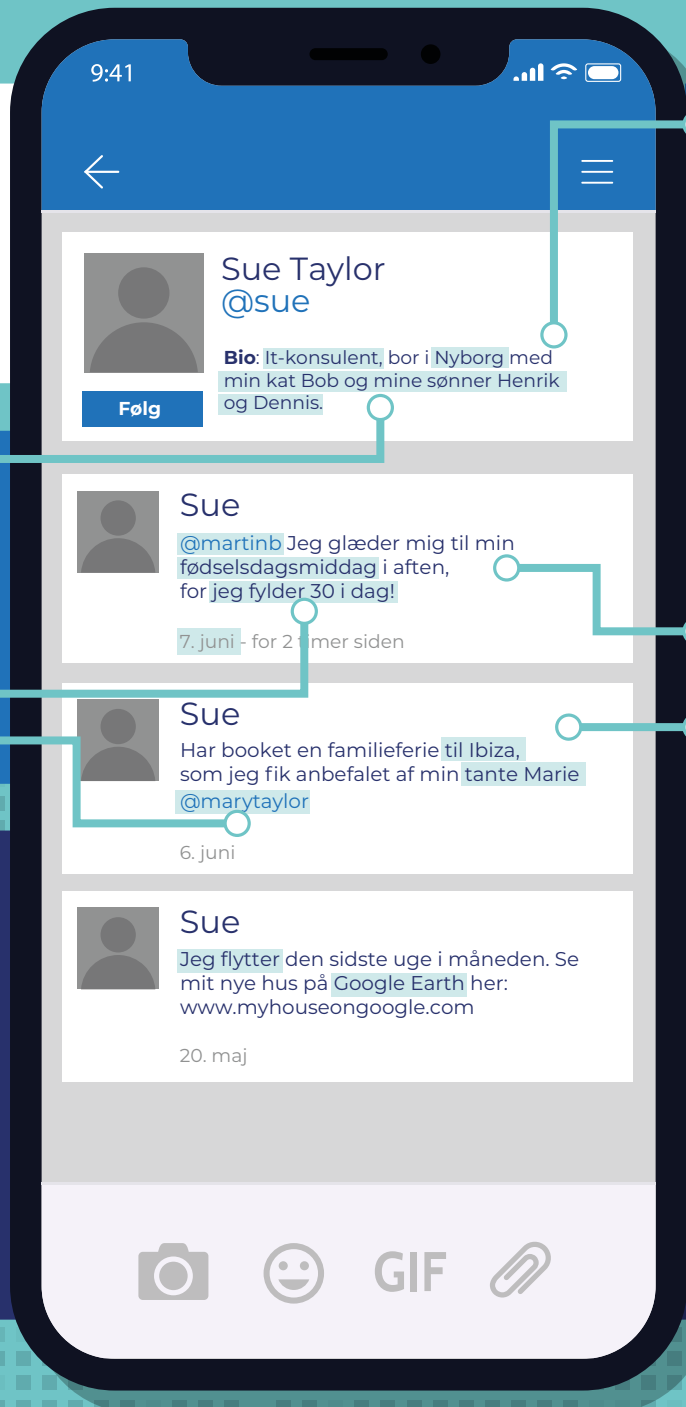 9:41
Sue Taylor
@sue
Bio: It-konsulent, bor i Nyborg med
min kat Bob og mine sønner Henrik
og Dennis.
Følg
Sue
@martinb Jeg glæder mig til min
fødselsdagsmiddag i aften,
for jeg fylder 30 i dag!
7. juni - for 2 timer siden
Sue
Har booket en familieferie til Ibiza,
som jeg fik anbefalet af min tante Marie
@marytaylor
6. juni
Sue
Jeg flytter den sidste uge i måneden. Se
mit nye hus på Google Earth her:
www.myhouseongoogle.com
20. maj
GIF